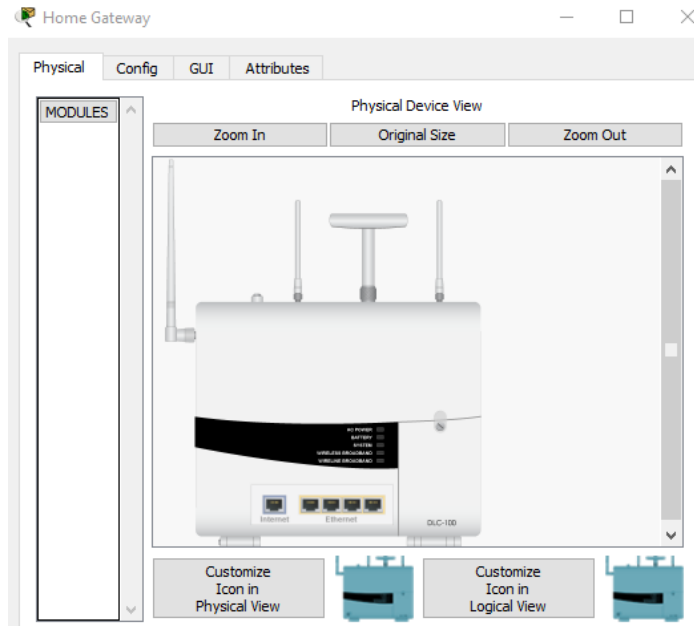 Home Gateway
Physical Config GUI Attributes
MODULES
Physical Device View
Zoom In Original Size Zoom Out
AC POWER
BATTERY
SYSTEM
WIRELESS BROADBAND
WIRELINE BROADBAND
Internet Ethernet
DLC-100
Customize
Icon in
Physical View
Customize
Icon in
Logical View